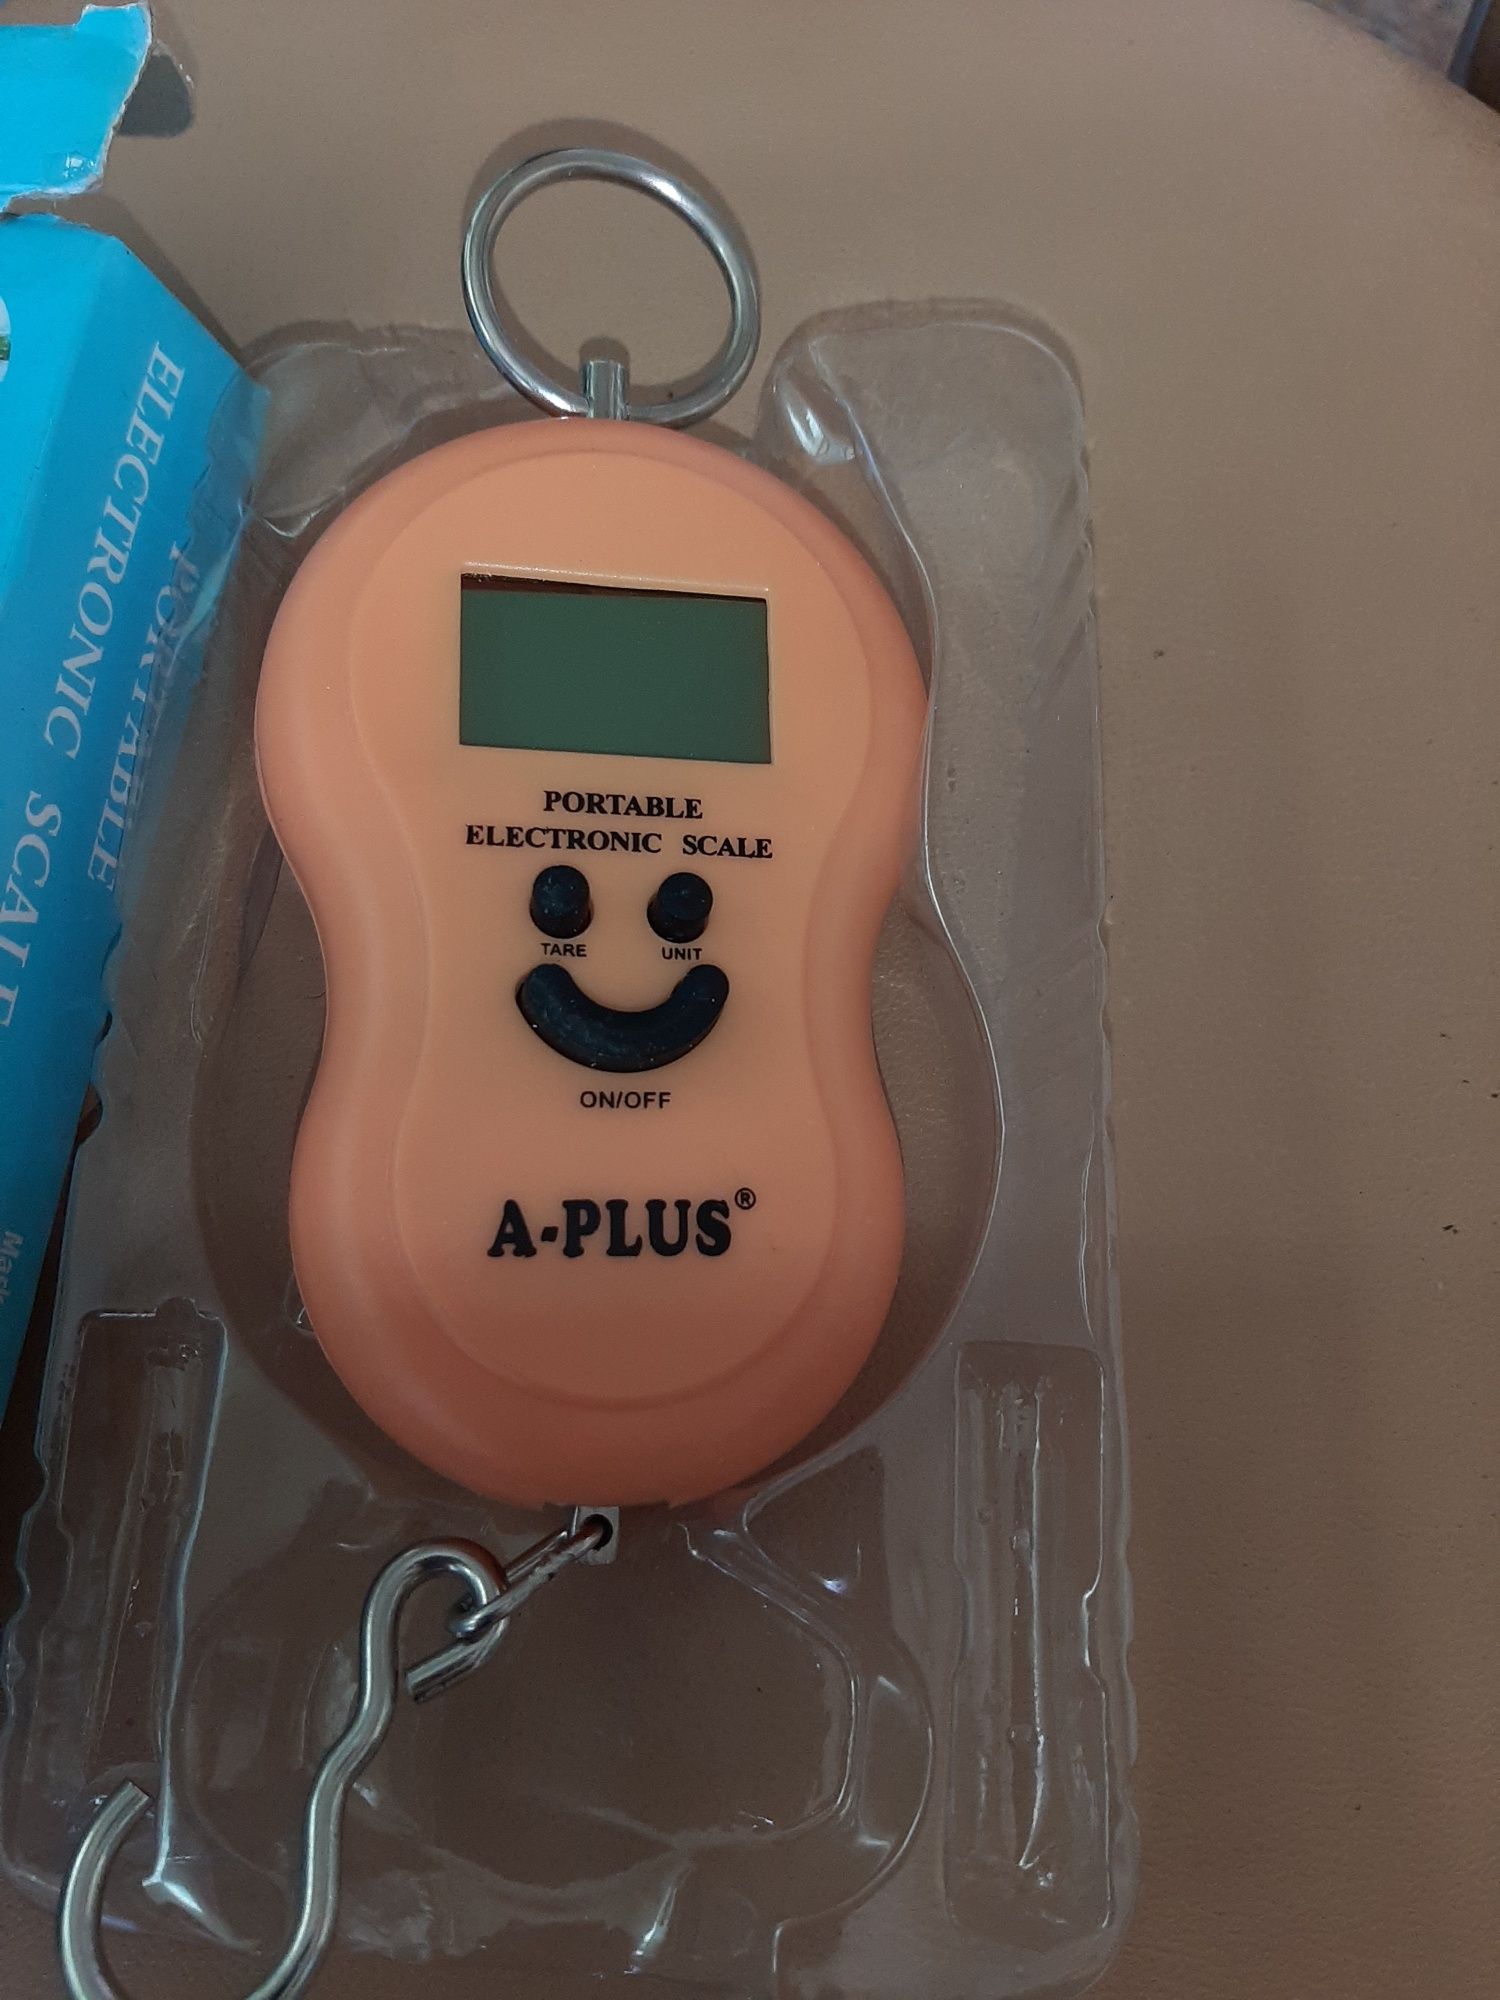 PORTABLE
ELECTRONIC SCALE
TARE UNIT
ON/OFF
A-PLUS®
PORTABLE
ELECTRONIC SCALE